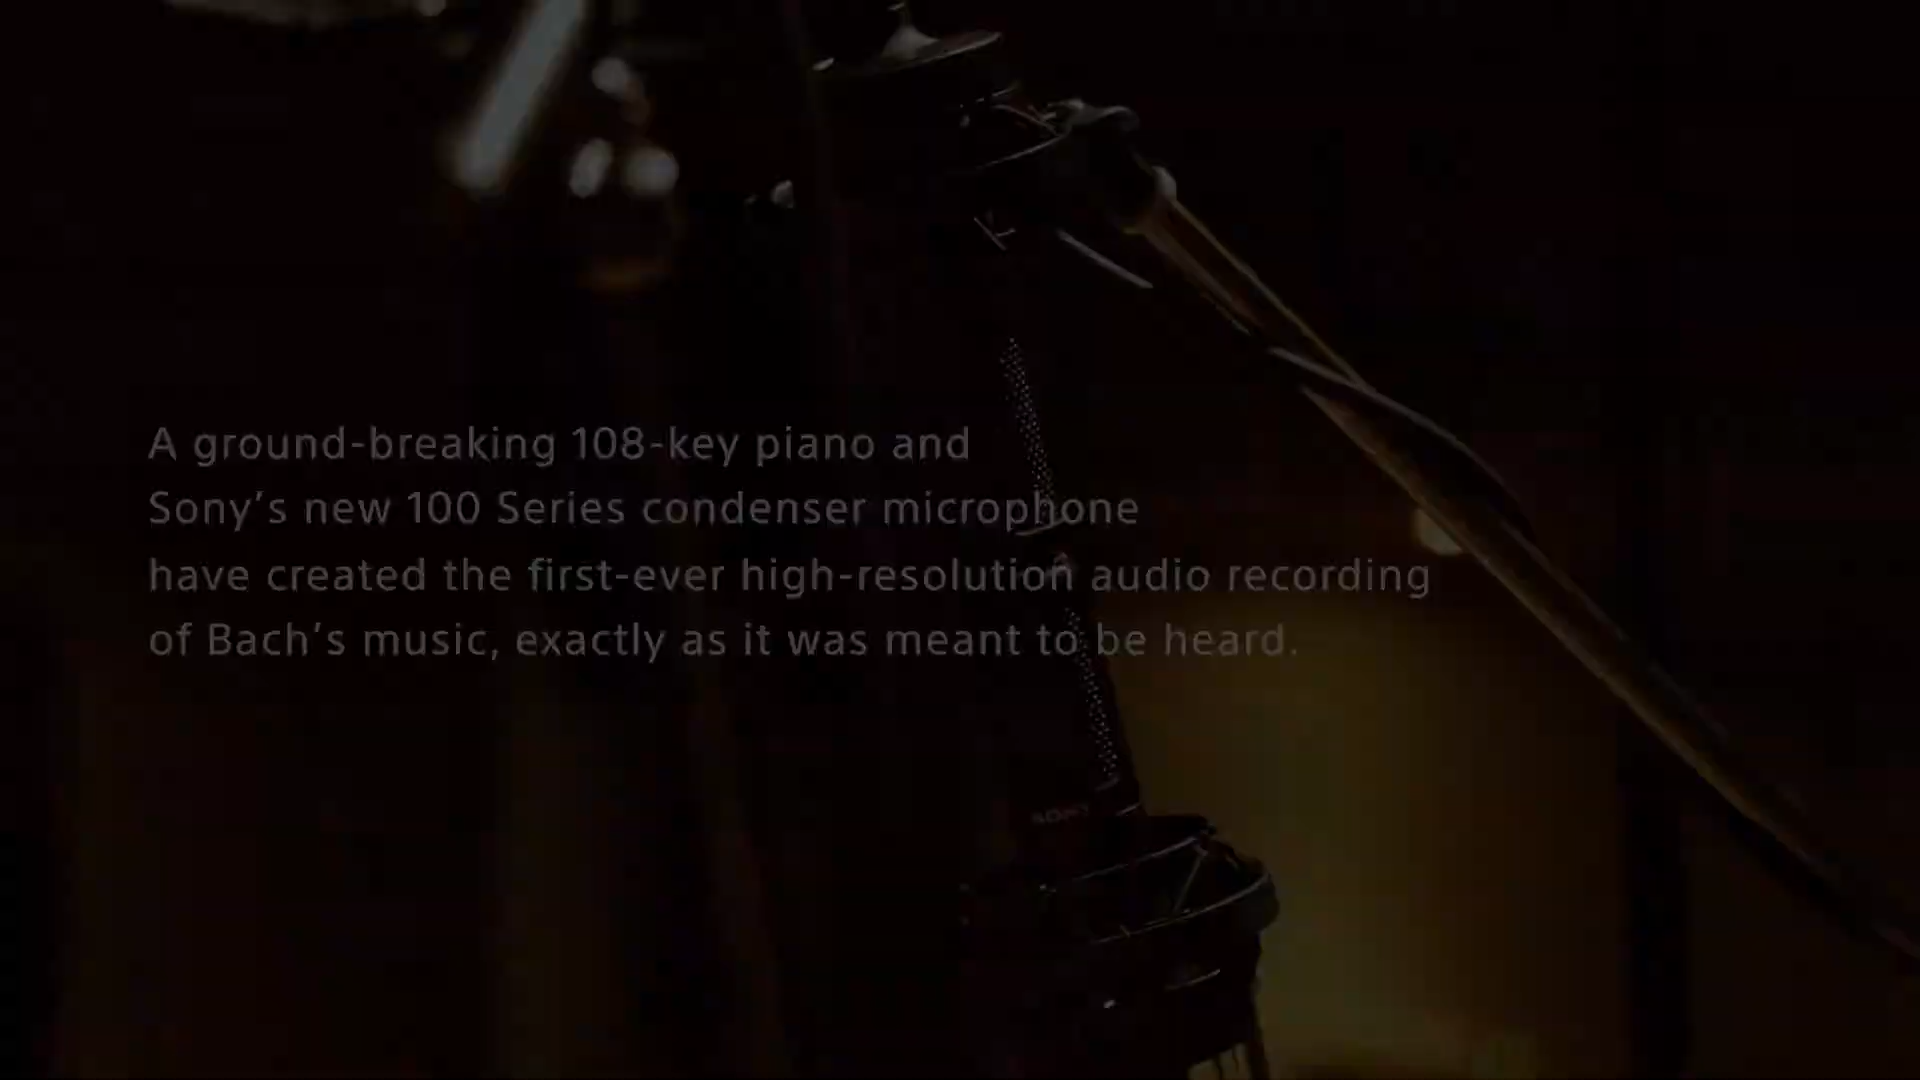 A ground-breaking 108-key piano and
Sony’s new 100 Series condenser microphone
have created the first-ever high-resolution audio recording
of Bach’s music, exactly as it was meant to be heard.
SONY